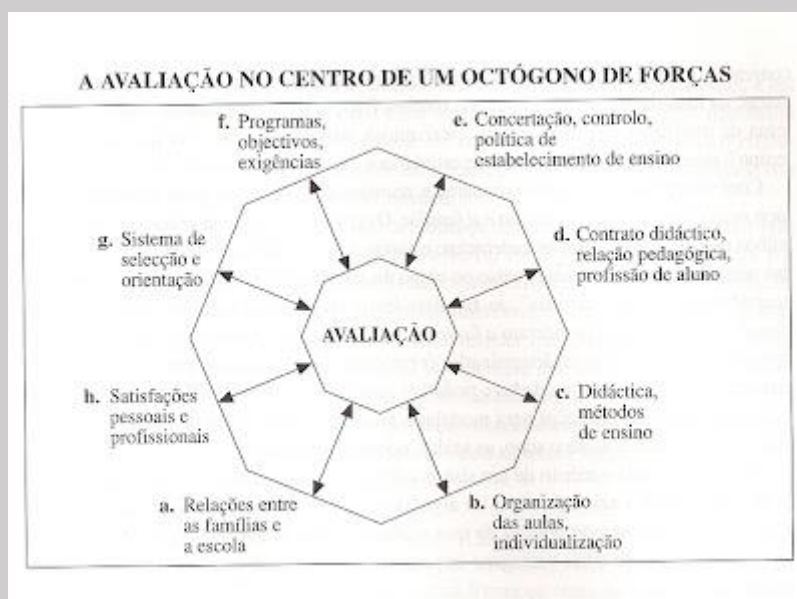 A AVALIAÇÃO NO CENTRO DE UM OCTÓGONO DE FORÇAS
f. Programas,
objectivos,
exigências
e. Concertação, controlo,
política de
estabelecimento de ensino
g. Sistema de
selecção e
orientação
d. Contrato didáctico,
relação pedagógica,
profissão de aluno
AVALIAÇÃO
h. Satisfações
pessoais e
profissionais
c. Didáctica,
métodos
de ensino
a. Relações entre
as famílias e
a escola
b. Organização
das aulas,
individualização